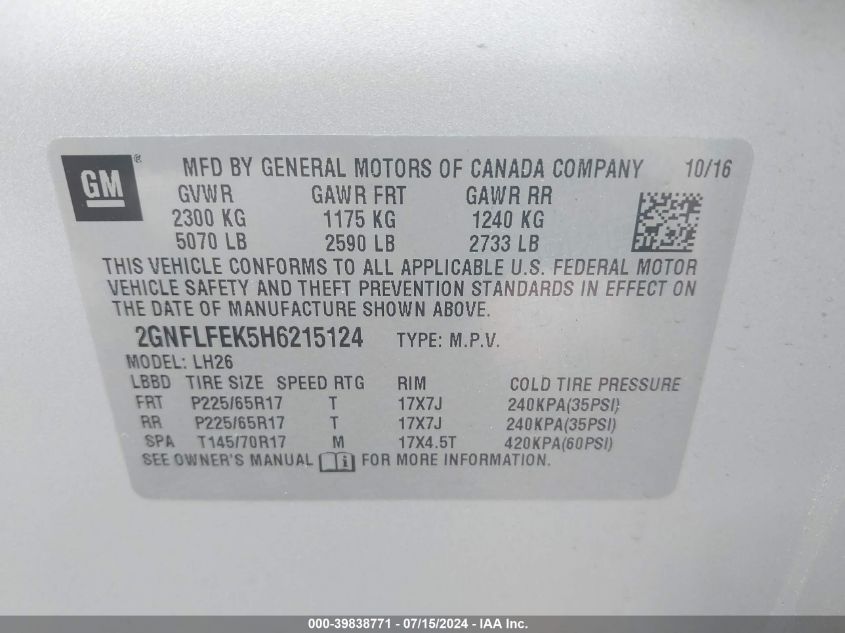 GM ® MFD BY GENERAL MOTORS OF CANADA COMPANY 10/16
GVWR GAWR FRT GAWR RR
2300 KG 1175 KG 1240 KG
5070 LB 2590 LB 2733 LB
THIS VEHICLE CONFORMS TO ALL APPLICABLE U.S. FEDERAL MOTOR
VEHICLE SAFETY AND THEFT PREVENTION STANDARDS IN EFFECT ON
THE DATE OF MANUFACTURE SHOWN ABOVE.
2GNFLFEK5H6215124 TYPE: M.P.V.
MODEL: LH26
LBBD TIRE SIZE SPEED RTG RIM COLD TIRE PRESSURE
FRT P225/65R17 T 17X7J 240KPA(35PSI)
RR P225/65R17 T 17X7J 240KPA(35PSI)
SPA T145/70R17 M 17X4.5T 420KPA(60PSI)
SEE OWNER'S MANUAL i FOR MORE INFORMATION.
000-39838771 - 07/15/2024 - IAA Inc.